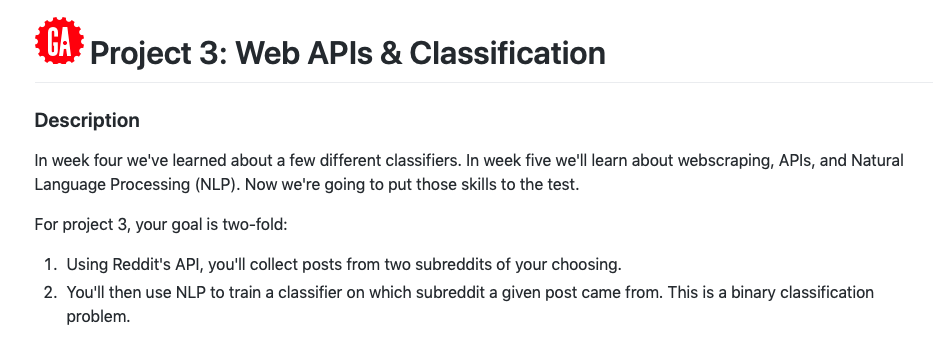 GA Project 3: Web APIs & Classification
Description
In week four we've learned about a few different classifiers. In week five we'll learn about webscraping, APIs, and Natural
Language Processing (NLP). Now we're going to put those skills to the test.
For project 3, your goal is two-fold:
1. Using Reddit's API, you'll collect posts from two subreddits of your choosing.
2. You'll then use NLP to train a classifier on which subreddit a given post came from. This is a binary classification
problem.